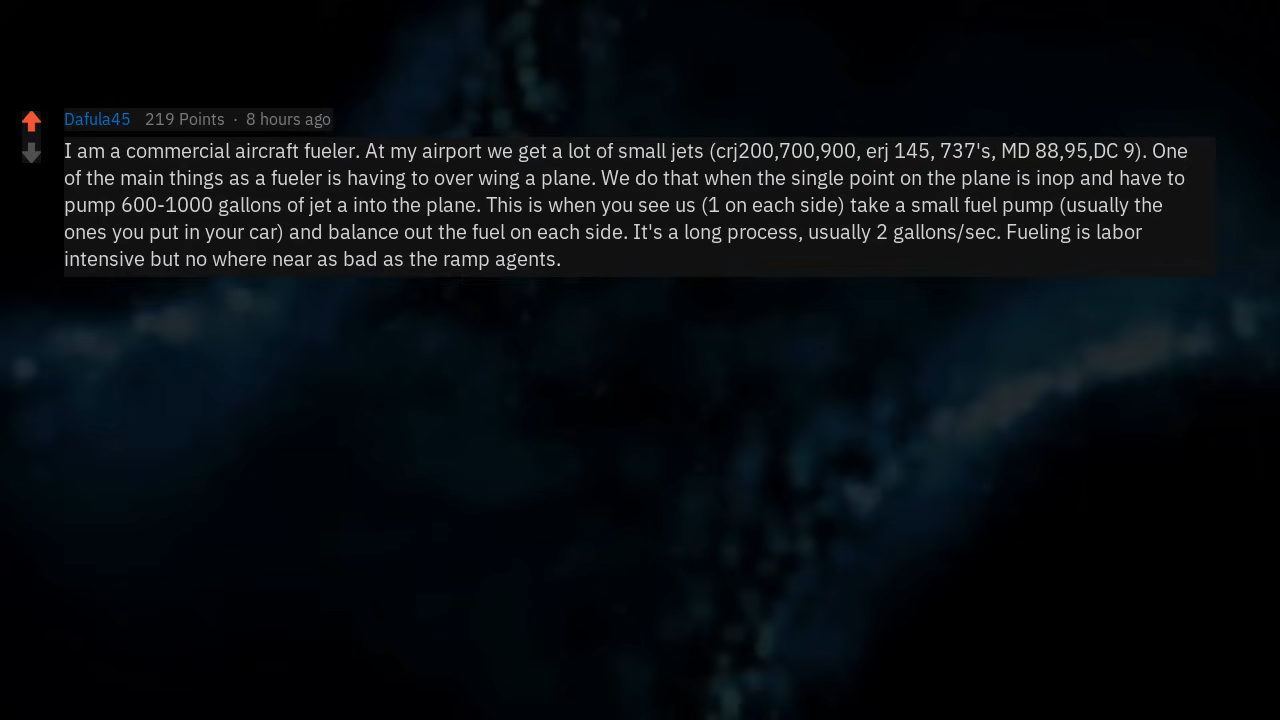 Dafula45 219 Points · 8 hours ago
I am a commercial aircraft fueler. At my airport we get a lot of small jets (crj200,700,900, erj 145, 737's, MD 88,95,DC 9). One
of the main things as a fueler is having to over wing a plane. We do that when the single point on the plane is inop and have to
pump 600-1000 gallons of jet a into the plane. This is when you see us (1 on each side) take a small fuel pump (usually the
ones you put in your car) and balance out the fuel on each side. It's a long process, usually 2 gallons/sec. Fueling is labor
intensive but no where near as bad as the ramp agents.